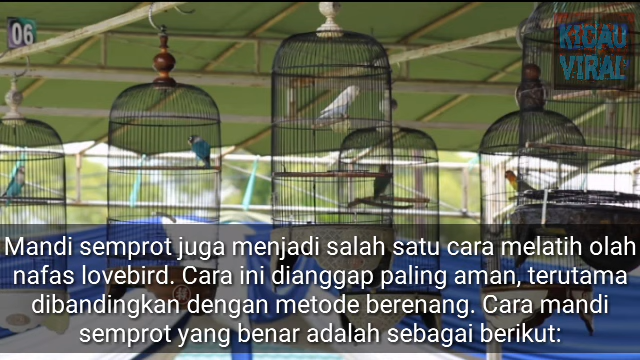 06
KICAU
VIRAL
Mandi semprot juga menjadi salah satu cara melatih olah
nafas lovebird. Cara ini dianggap paling aman, terutama
dibandingkan dengan metode berenang. Cara mandi
semprot yang benar adalah sebagai berikut: